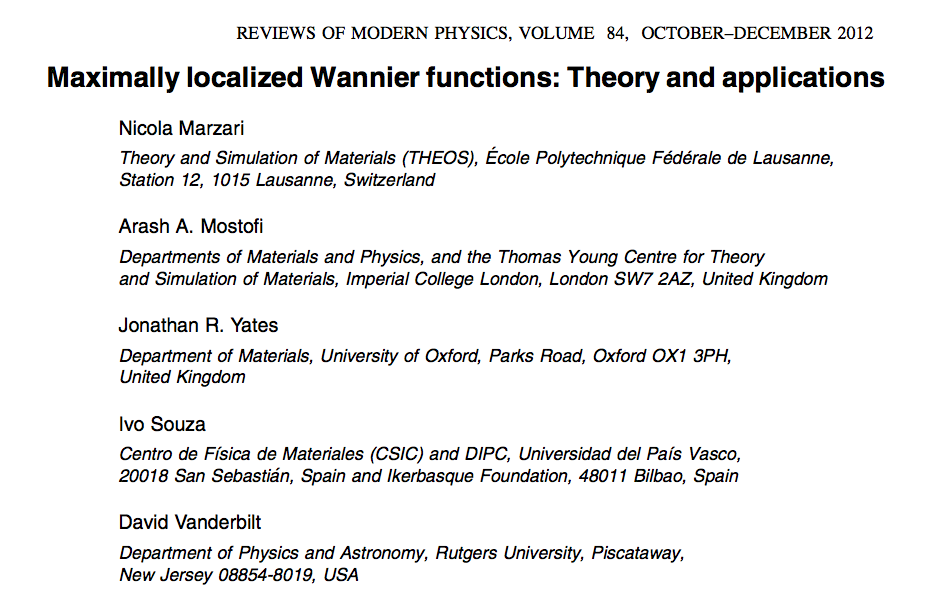 REVIEWS OF MODERN PHYSICS, VOLUME 84, OCTOBER–DECEMBER 2012
Maximally localized Wannier functions: Theory and applications
Nicola Marzari
Theory and Simulation of Materials (THEOS), École Polytechnique Fédérale de Lausanne,
Station 12, 1015 Lausanne, Switzerland
Arash A. Mostofi
Departments of Materials and Physics, and the Thomas Young Centre for Theory
and Simulation of Materials, Imperial College London, London SW7 2AZ, United Kingdom
Jonathan R. Yates
Department of Materials, University of Oxford, Parks Road, Oxford OX1 3PH,
United Kingdom
Ivo Souza
Centro de Física de Materiales (CSIC) and DIPC, Universidad del País Vasco,
20018 San Sebastián, Spain and Ikerbasque Foundation, 48011 Bilbao, Spain
David Vanderbilt
Department of Physics and Astronomy, Rutgers University, Piscataway,
New Jersey 08854-8019, USA